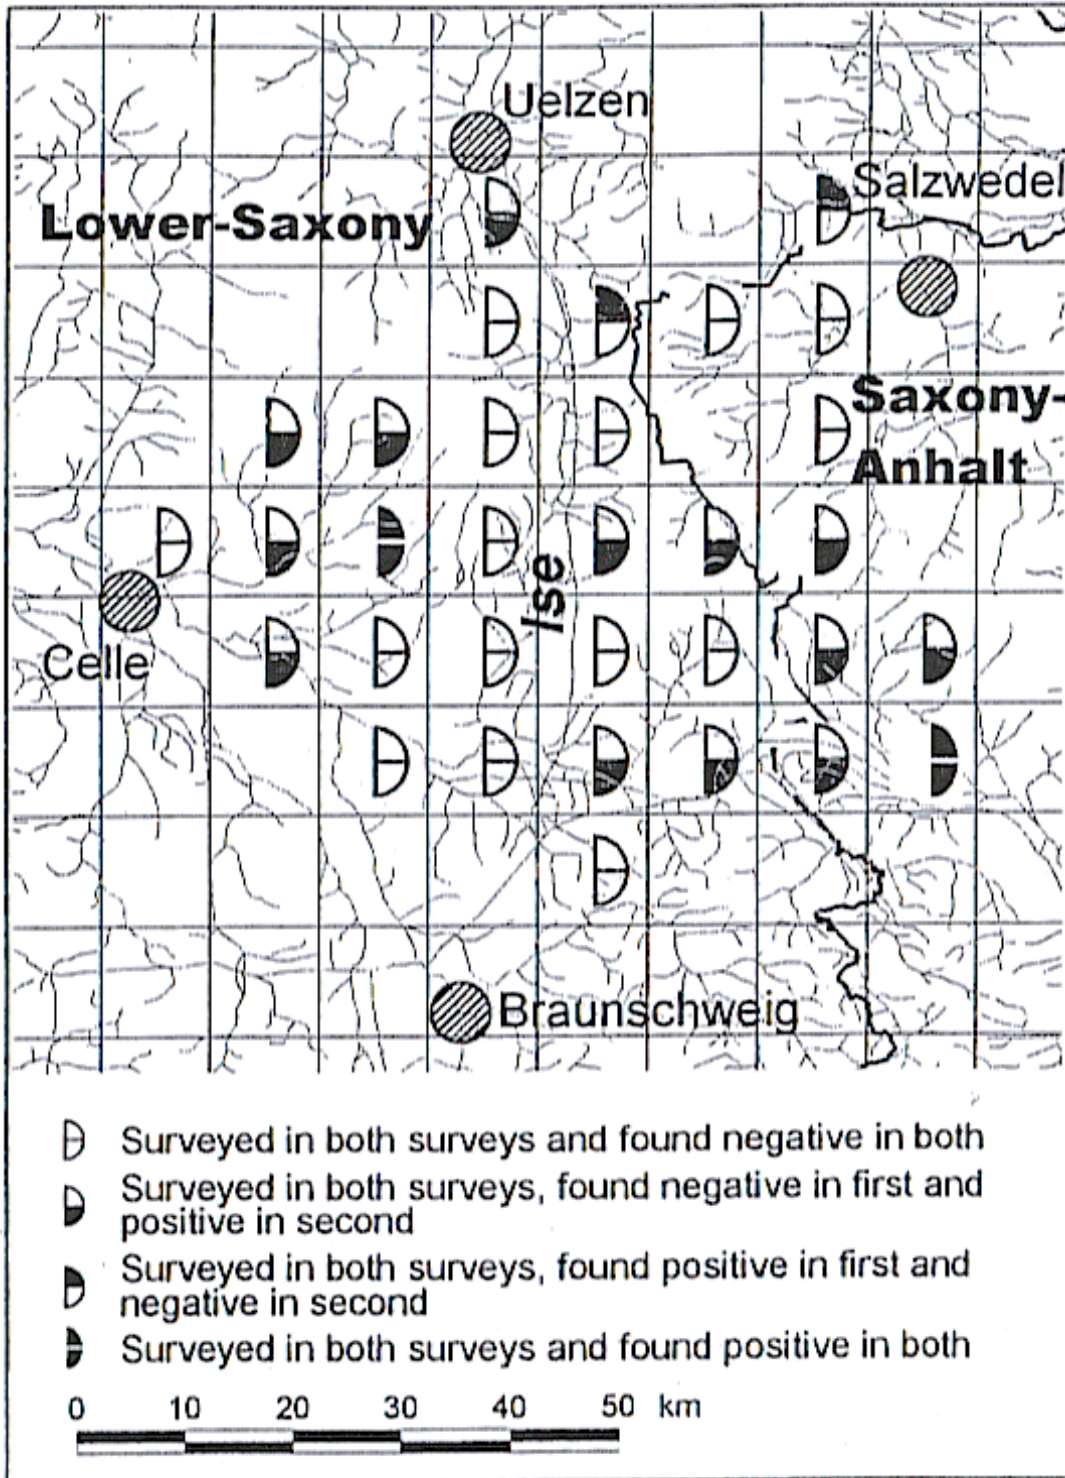 Uelzen
Salzwedel
Lower-Saxony
Saxony-
Anhalt
Ise
Celle
Braunschweig
Surveyed in both surveys and found negative in both
Surveyed in both surveys, found negative in first and
positive in second
Surveyed in both surveys, found positive in first and
negative in second
Surveyed in both surveys and found positive in both
0 10 20 30 40 50 km